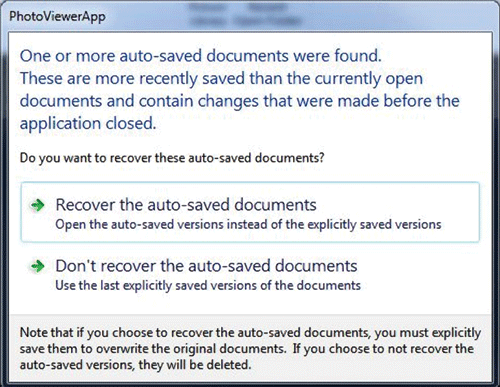 PhotoViewerApp
One or more auto-saved documents were found.
These are more recently saved than the currently open
documents and contain changes that were made before the
application closed.
Do you want to recover these auto-saved documents?
Recover the auto-saved documents
Open the auto-saved versions instead of the explicitly saved versions
Don't recover the auto-saved documents
Use the last explicitly saved versions of the documents
Note that if you choose to recover the auto-saved documents, you must explicitly
save them to overwrite the original documents.  If you choose to not recover the
auto-saved versions, they will be deleted.